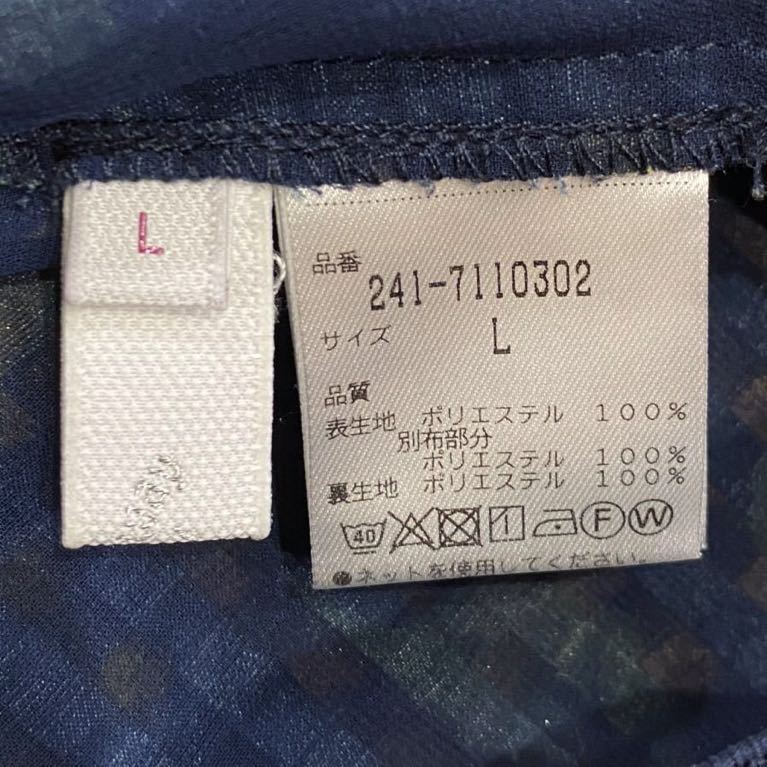 L
品番
241-7110302
サイズ L
品質
表生地 ポリエステル 100%
別布部分
ポリエステル 100%
裏生地 ポリエステル 100%
40 F W
ネットを使用してください。